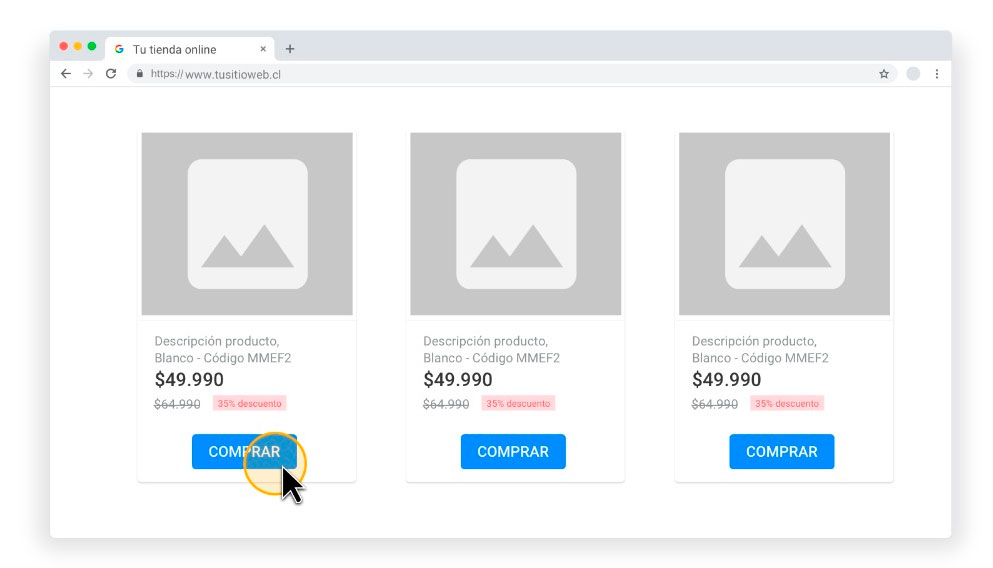 Tu tienda online
https://www.tusitioweb.cl
Descripción producto,
Blanco - Código MMEF2
$49.990
$64.990 35% descuento
COMPRAR
Descripción producto,
Blanco - Código MMEF2
$49.990
$64.990 35% descuento
COMPRAR
Descripción producto,
Blanco - Código MMEF2
$49.990
$64.990 35% descuento
COMPRAR